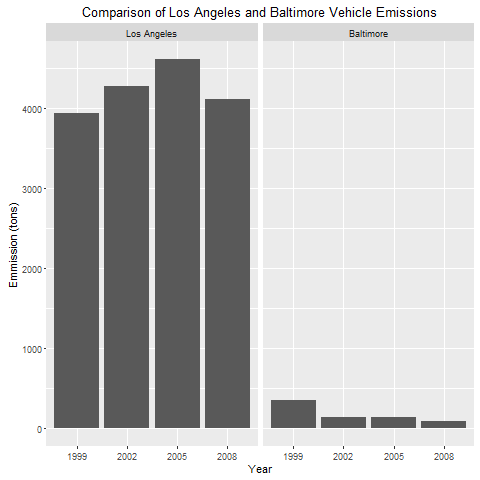 Comparison of Los Angeles and Baltimore Vehicle Emissions
Los Angeles Baltimore
4000
3000
2000
1000
0
Emmission (tons)
1999 2002 2005 2008 1999 2002 2005 2008
Year